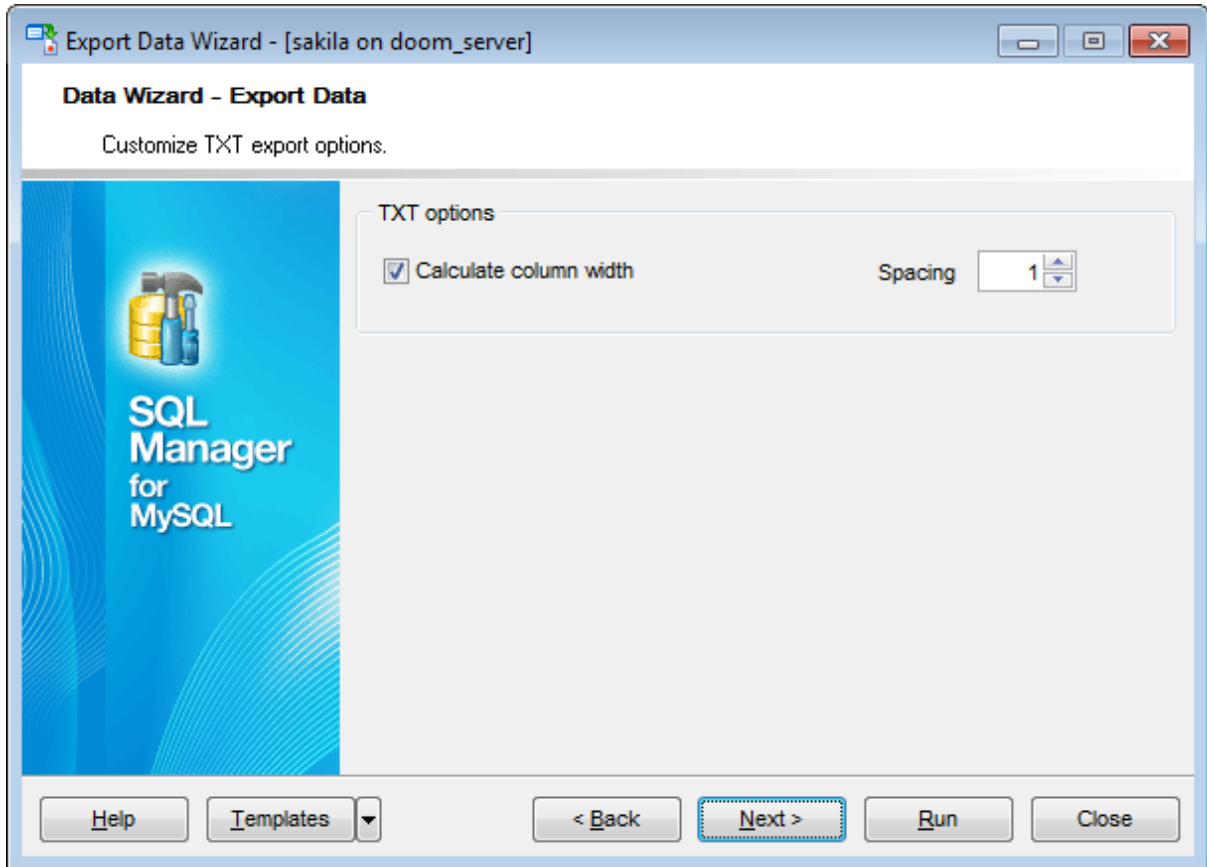 Export Data Wizard - [sakila on doom_server]
Data Wizard - Export Data
Customize TXT export options.
TXT options
Calculate column width
Spacing
1
SQL
Manager
for
MySQL
Help
Templates
< Back
Next >
Run
Close